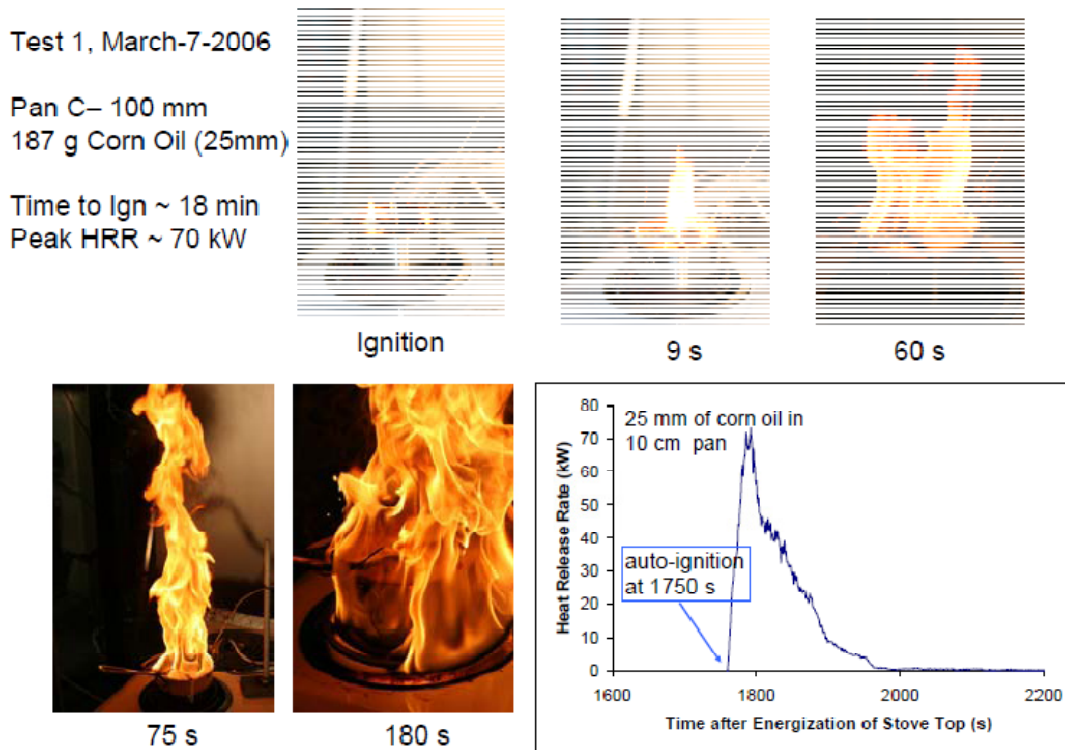 Test 1, March-7-2006
Pan C– 100 mm
187 g Corn Oil (25mm)
Time to Ign ~ 18 min
Peak HRR ~ 70 kW
Ignition
9 s
60 s
75 s
180 s
80
70
60
50
40
30
20
10
0
Heat Release Rate (kW)
25 mm of corn oil in
10 cm pan
auto-ignition
at 1750 s
1600
1800
2000
2200
Time after Energization of Stove Top (s)